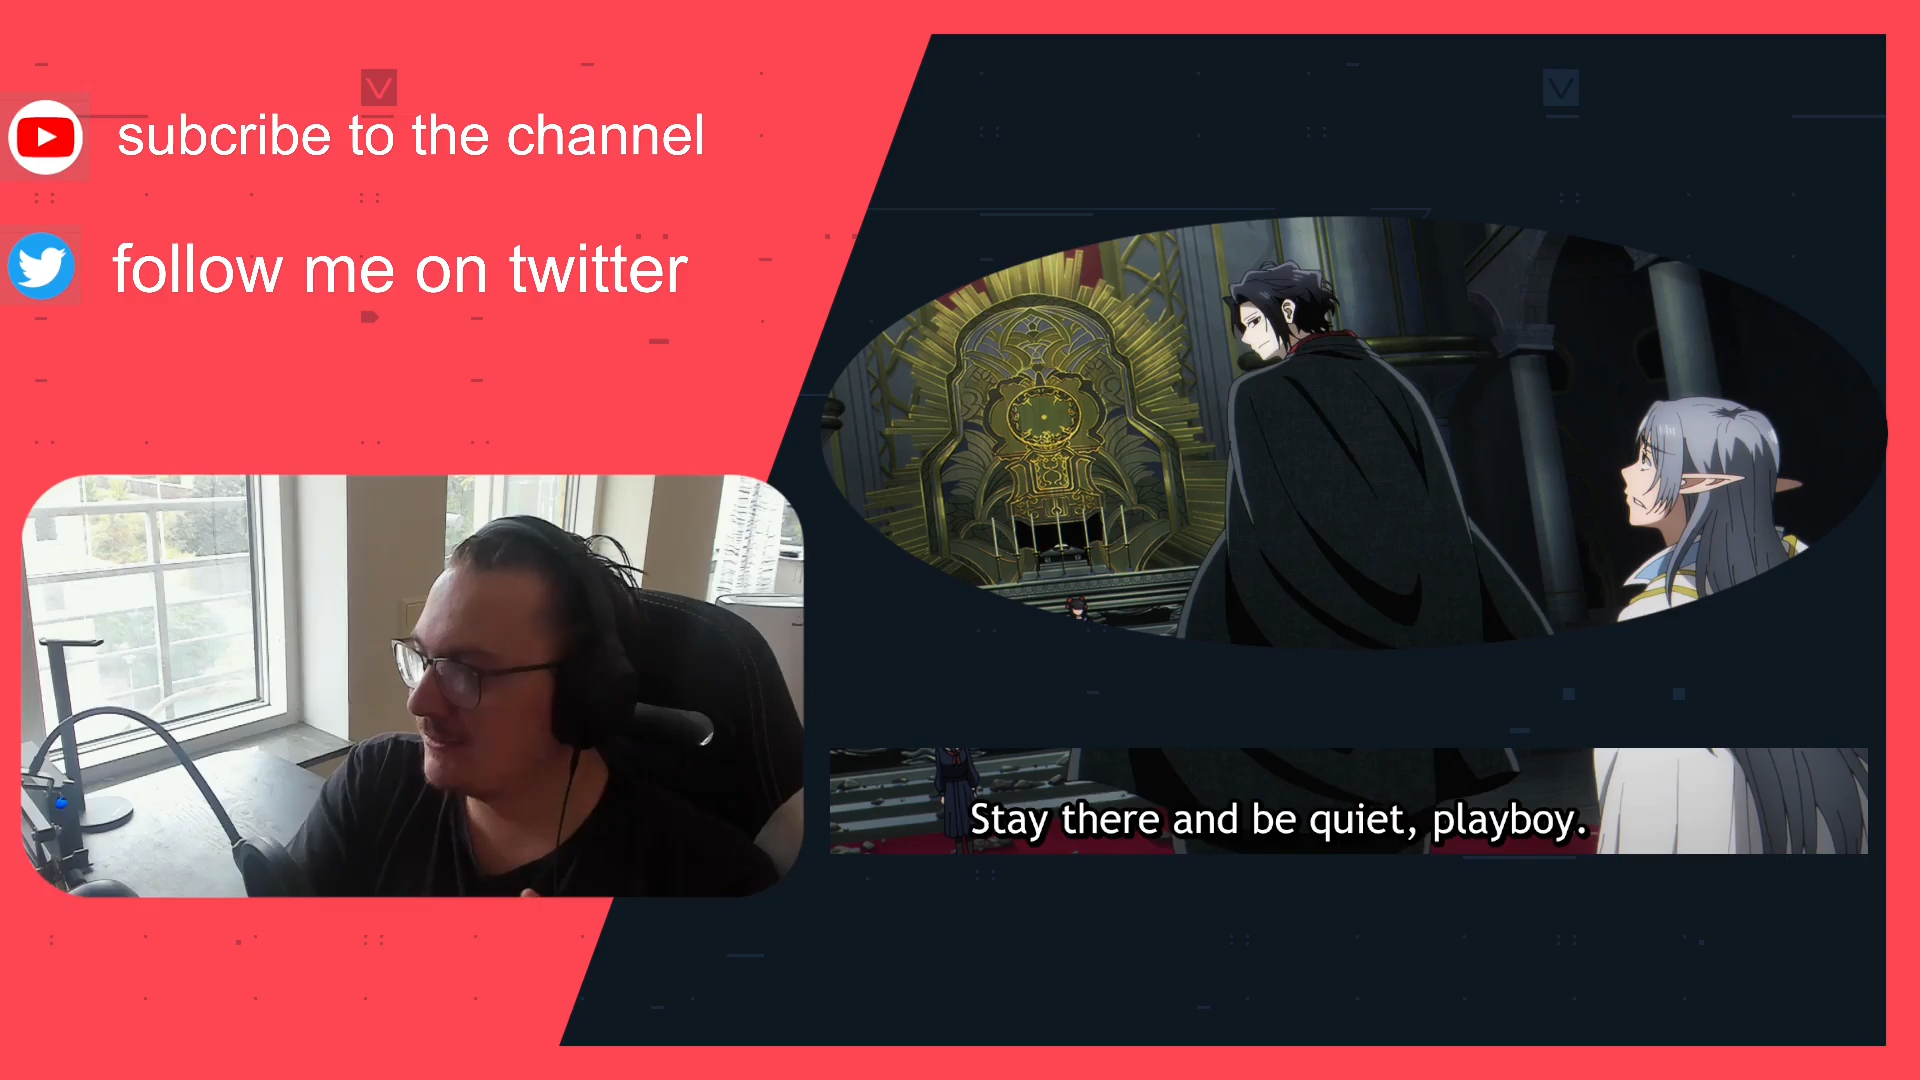 subcribe to the channel
follow me on twitter
Stay there and be quiet, playboy.